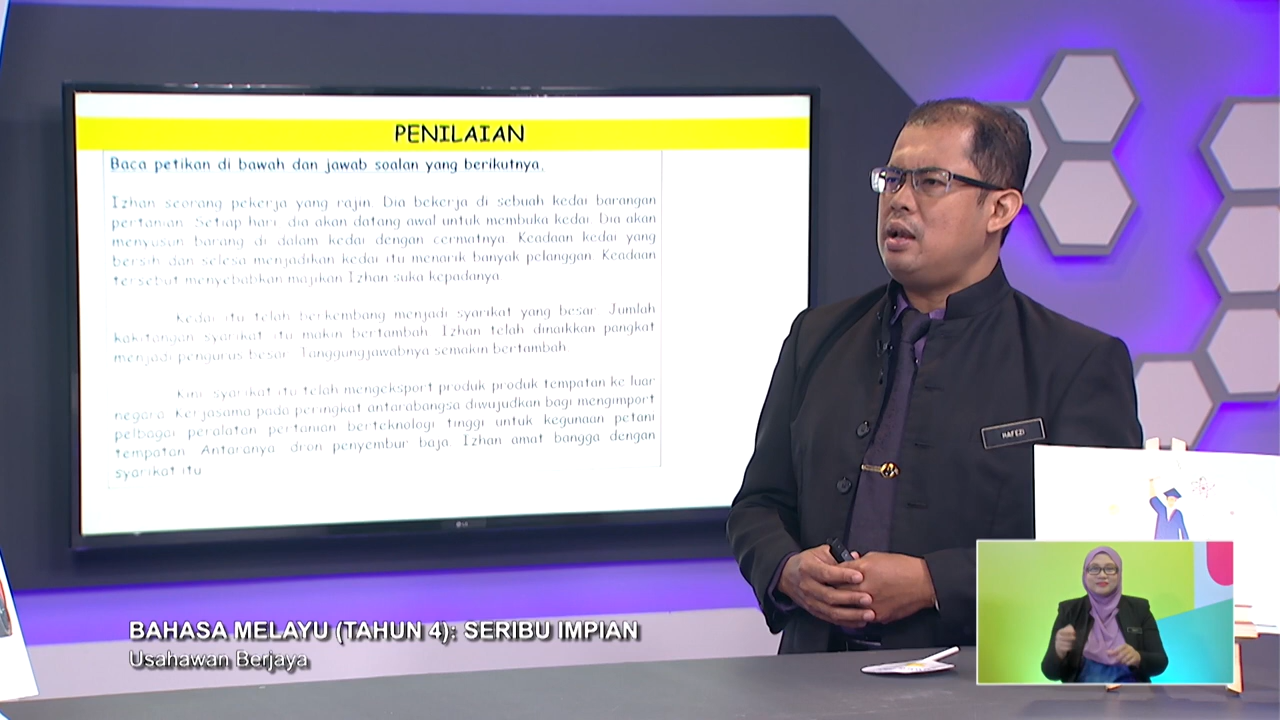 PENILAIAN
Baca petikan di bawah dan jawab soalan yang berikutnya.
Izhan seorang pekerja yang rajin. Dia bekerja di sebuah kedai barangan
pertanian. Setiap hari dia akan datang awal untuk membuka kedai. Dia akan
menyusun barang di dalam kedai dengan cermatnya. Keadaan kedai yang
bersih dan selesa menjadikan kedai itu menarik banyak pelanggan. Keadaan
tersebut menyebabkan majikan Izhan suka kepadanya.
Kedai itu telah berkembang menjadi syarikat yang besar. Jumlah
kakitangan syarikat itu makin bertambah. Izhan telah dinaikkan pangkat
menjadi pengurus besar. Tanggungjawabnya semakin bertambah.
Kini syarikat itu telah mengeksport produk produk tempatan ke luar
negara. Kerjasama pada peringkat antarabangsa diwujudkan bagi mengimport
pelbagai peralatan pertanian berteknologi tinggi untuk kegunaan petani
tempatan. Antaranya dron penyembur baja. Izhan amat bangga dengan
syarikat itu
LG
HAFEZI
BAHASA MELAYU (TAHUN 4): SERIBU IMPIAN
Usahawan Berjaya